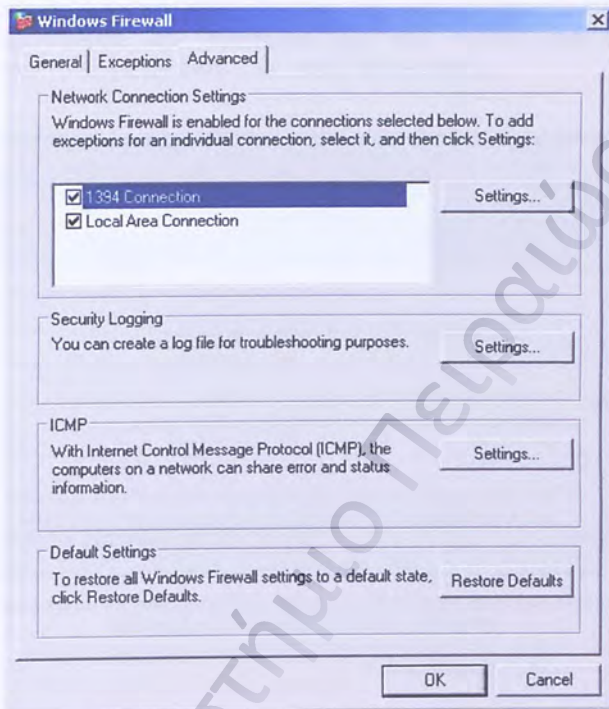 Windows Firewall
General Exceptions Advanced
Network Connection Settings
Windows Firewall is enabled for the connections selected below. To add
exceptions for an individual connection, select it, and then click Settings:
1394 Connection
Settings...
Local Area Connection
Security Logging
You can create a log file for troubleshooting purposes.
Settings...
ICMP
With Internet Control Message Protocol (ICMP), the
computers on a network can share error and status
information.
Settings...
Default Settings
To restore all Windows Firewall settings to a default state,
click Restore Defaults.
Restore Defaults
OK Cancel
Πειραιώς